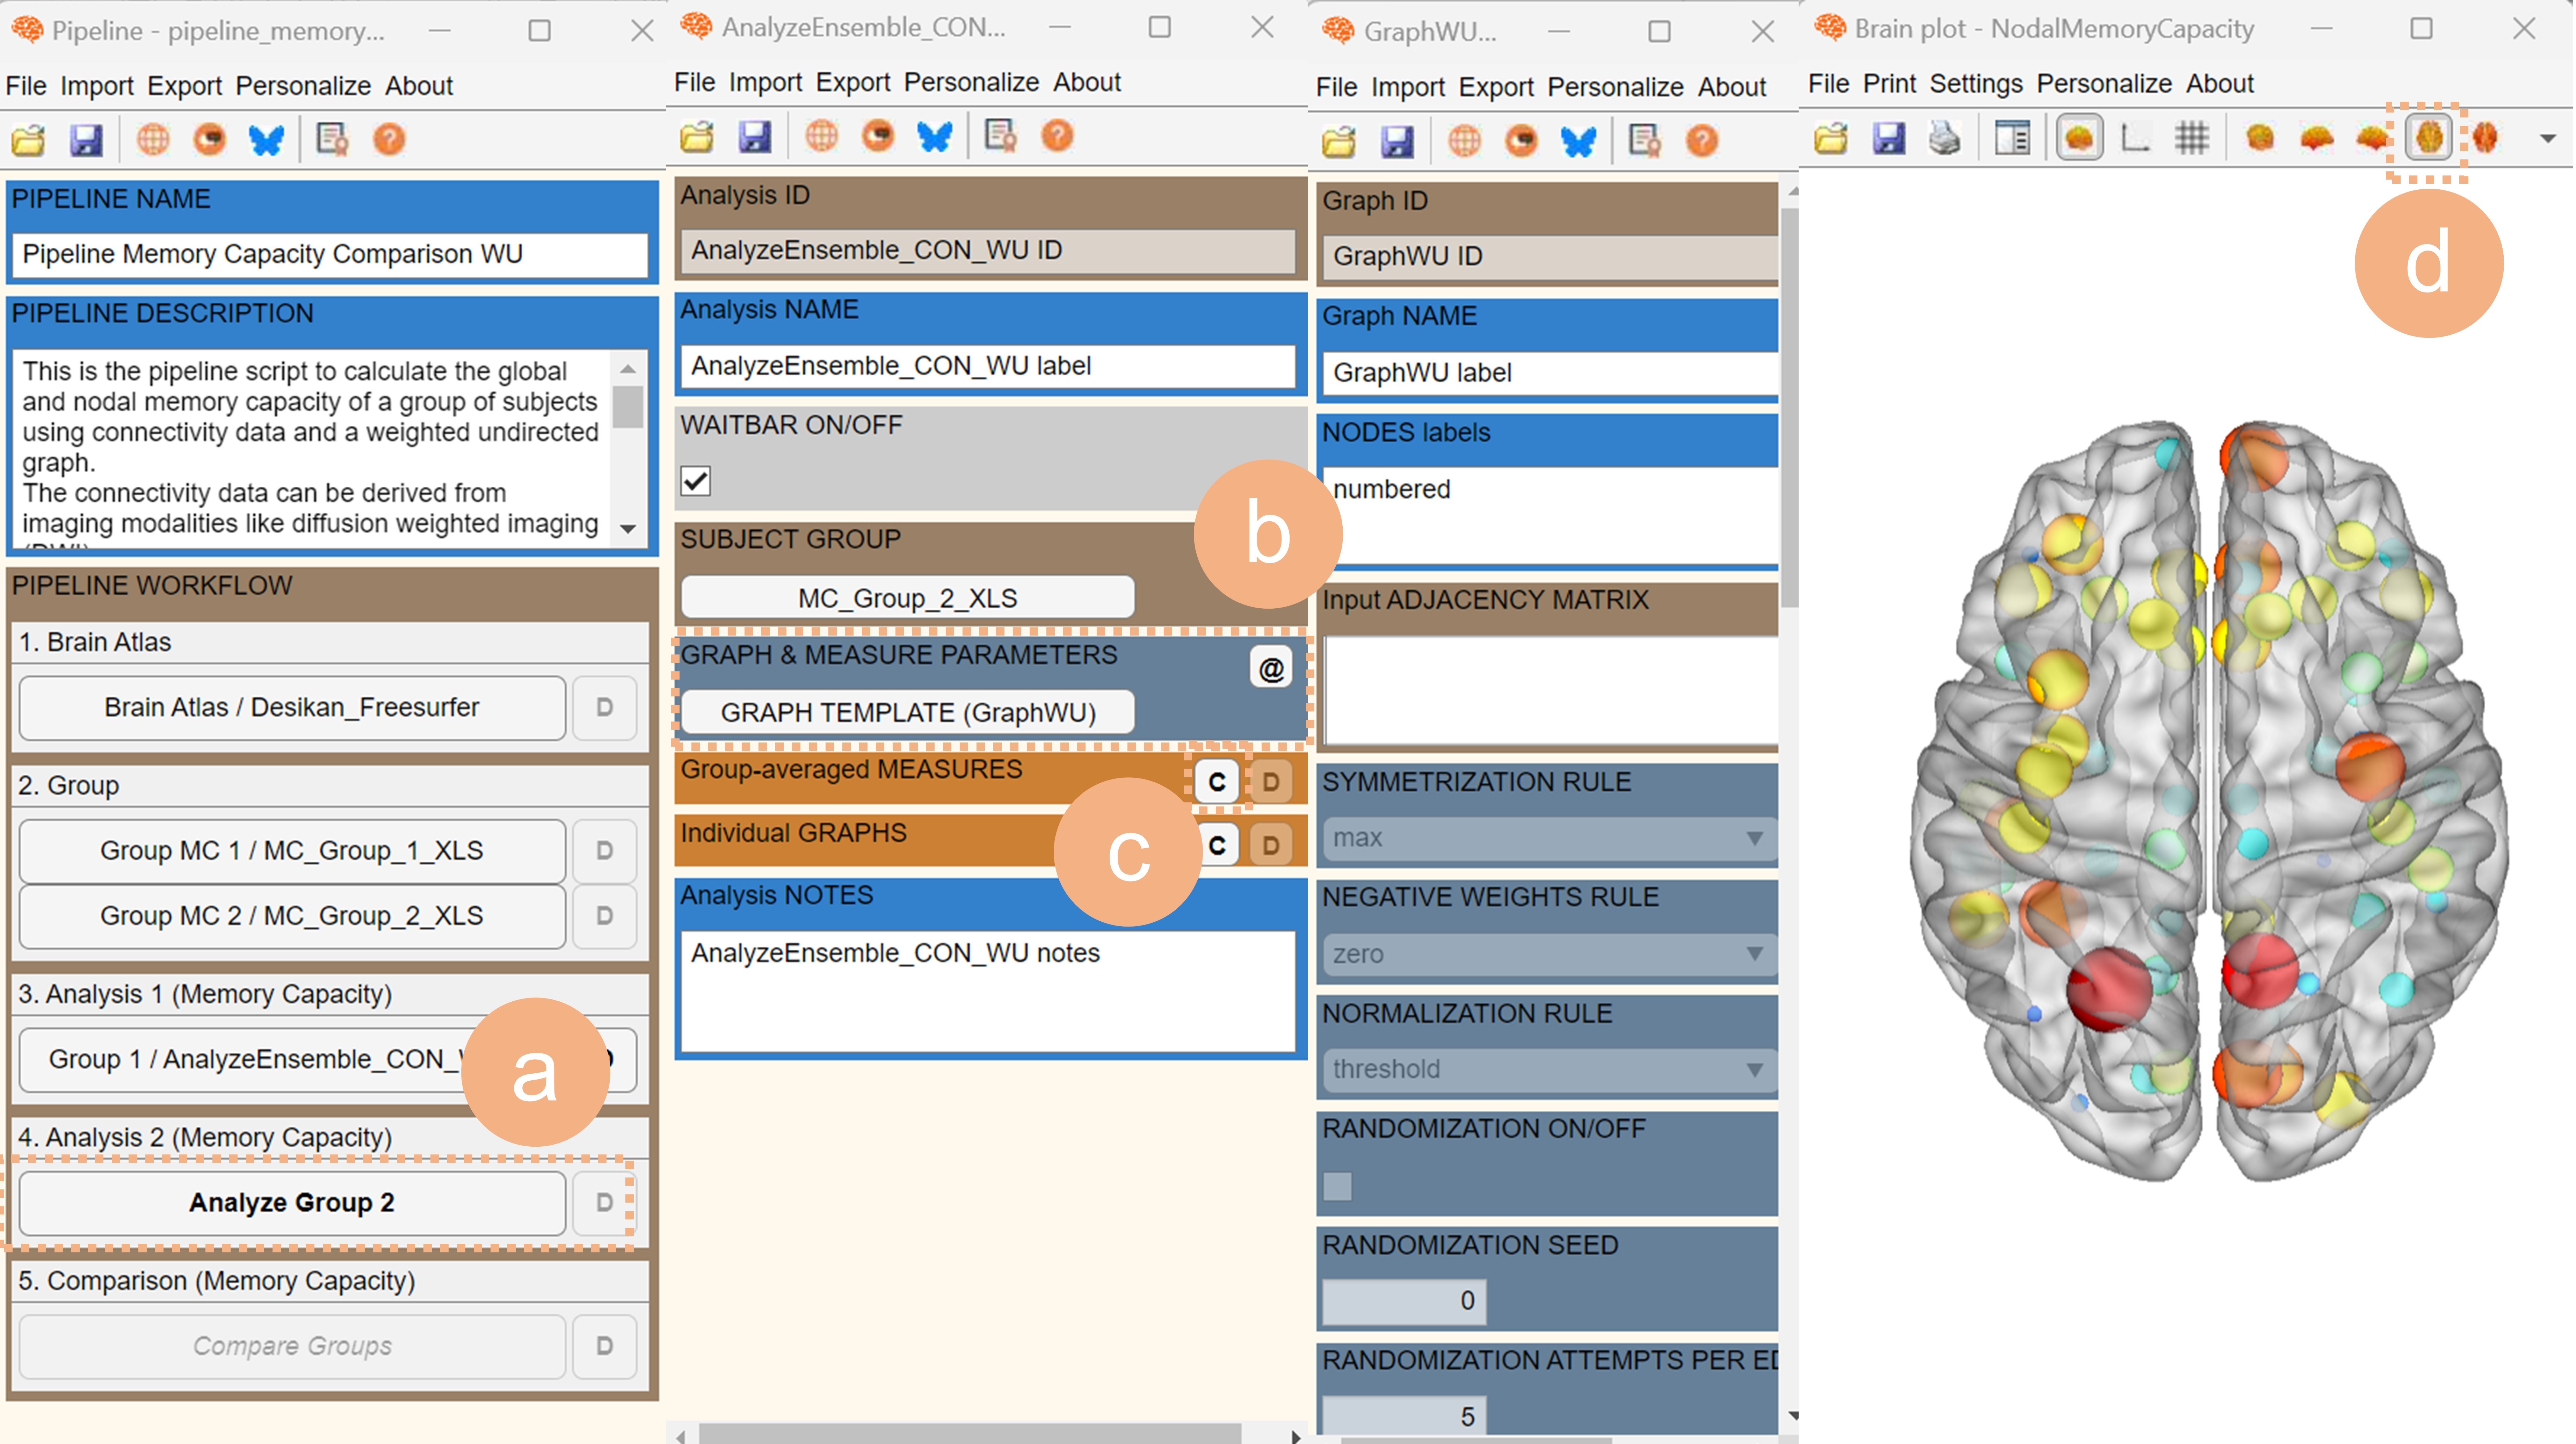 Pipeline - pipeline_memory...
File Import Export Personalize About
PIPELINE NAME
Pipeline Memory Capacity Comparison WU
PIPELINE DESCRIPTION
This is the pipeline script to calculate the global
and nodal memory capacity of a group of subjects
using connectivity data and a weighted undirected
graph.
The connectivity data can be derived from
imaging modalities like diffusion weighted imaging
PIPELINE WORKFLOW
1. Brain Atlas
Brain Atlas / Desikan_Freesurfer D
2. Group
Group MC 1 / MC_Group_1_XLS D
Group MC 2 / MC_Group_2_XLS D
3. Analysis 1 (Memory Capacity)
Group 1 / AnalyzeEnsemble_CON_
a
4. Analysis 2 (Memory Capacity)
Analyze Group 2 D
5. Comparison (Memory Capacity)
Compare Groups D
AnalyzeEnsemble_CON...
File Import Export Personalize About
Analysis ID
AnalyzeEnsemble_CON_WU ID
Analysis NAME
AnalyzeEnsemble_CON_WU label
WAITBAR ON/OFF
b
SUBJECT GROUP
MC_Group_2_XLS
GRAPH & MEASURE PARAMETERS @
GRAPH TEMPLATE (GraphWU)
Group-averaged MEASURES C D
Individual GRAPHS C D
c
Analysis NOTES
AnalyzeEnsemble_CON_WU notes
GraphWU...
File Import Export Personalize About
Graph ID
GraphWU ID
Graph NAME
GraphWU label
NODES labels
numbered
Input ADJACENCY MATRIX
SYMMETRIZATION RULE
max
NEGATIVE WEIGHTS RULE
zero
NORMALIZATION RULE
threshold
RANDOMIZATION ON/OFF
RANDOMIZATION SEED
0
RANDOMIZATION ATTEMPTS PER
5
Brain plot - NodalMemoryCapacity
File Print Settings Personalize About
d